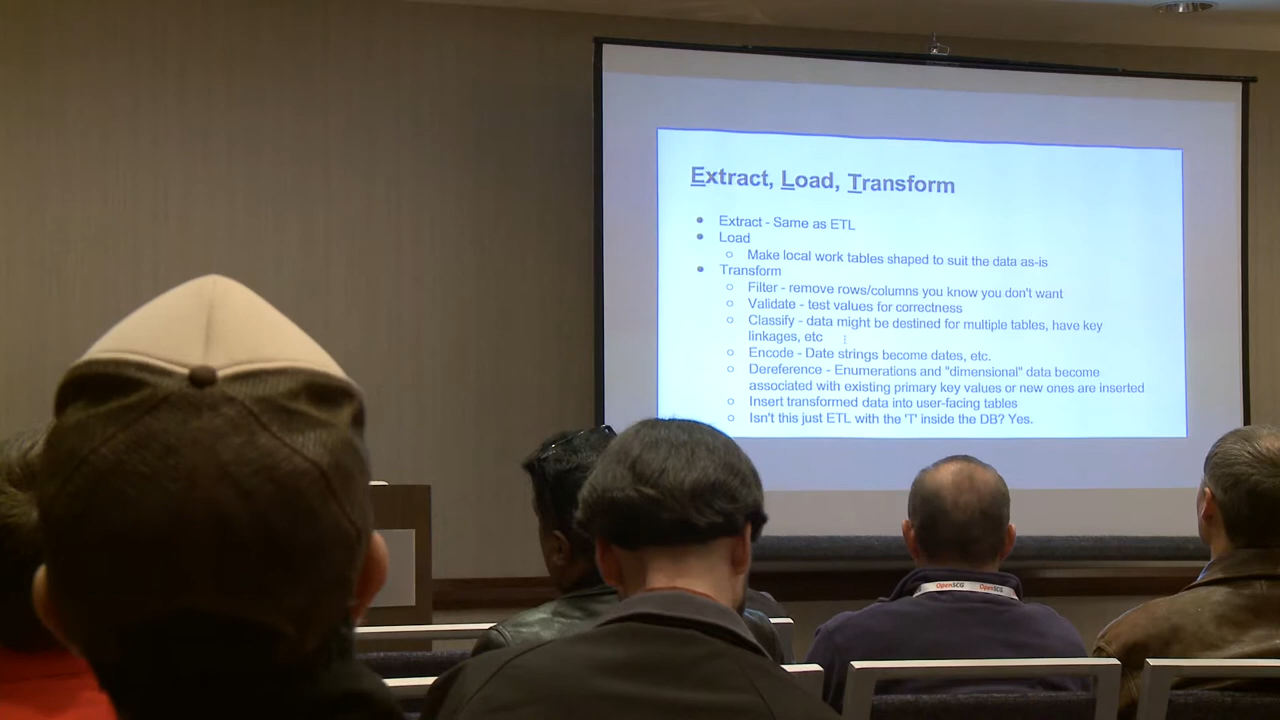 Extract, Load, Transform
● Extract - Same as ETL
● Load
○ Make local work tables shaped to suit the data as-is
● Transform
○ Filter - remove rows/columns you know you don't want
○ Validate - test values for correctness
○ Classify - data might be destined for multiple tables, have key
linkages, etc
○ Encode - Date strings become dates, etc.
○ Dereference - Enumerations and "dimensional" data become
associated with existing primary key values or new ones are inserted
○ Insert transformed data into user-facing tables
○ Isn't this just ETL with the 'T' inside the DB? Yes.
OpenSCG OpenSCG